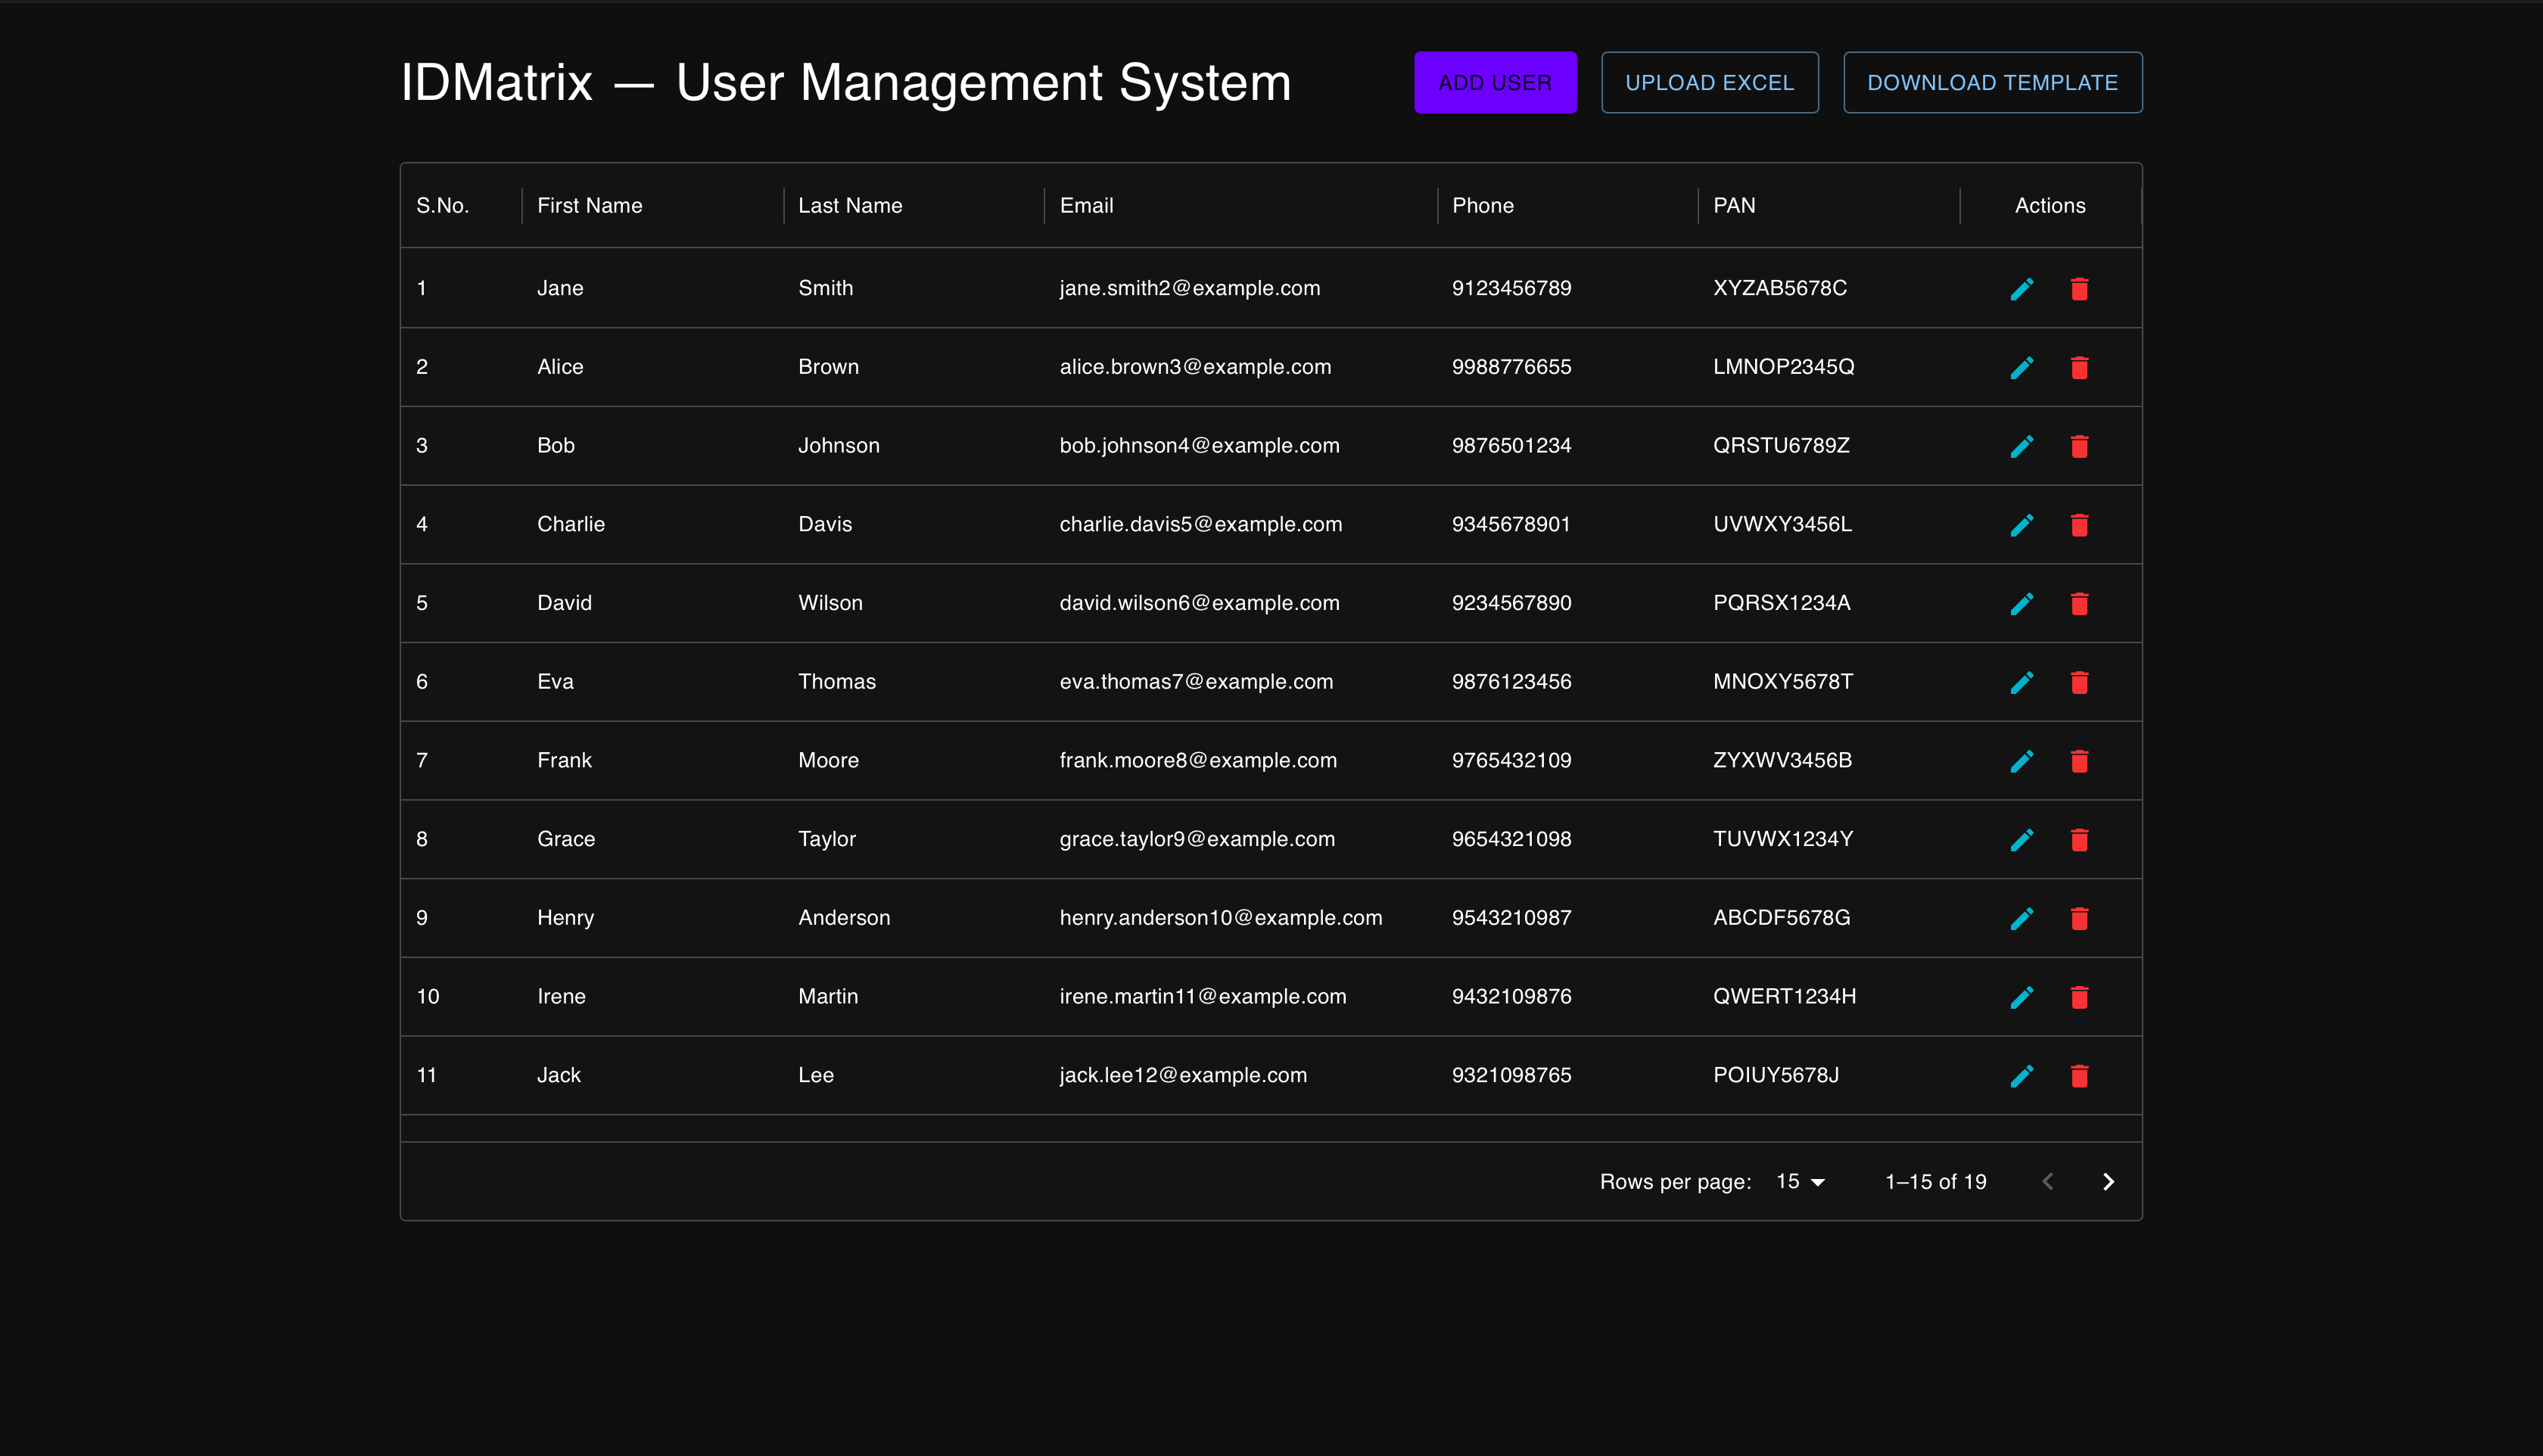 IDMatrix — User Management System ADD USER UPLOAD EXCEL DOWNLOAD TEMPLATE
S.No. First Name Last Name Email Phone PAN Actions
1 Jane Smith jane.smith2@example.com 9123456789 XYZAB5678C
2 Alice Brown alice.brown3@example.com 9988776655 LMNOP2345Q
3 Bob Johnson bob.johnson4@example.com 9876501234 QRSTU6789Z
4 Charlie Davis charlie.davis5@example.com 9345678901 UVWXY3456L
5 David Wilson david.wilson6@example.com 9234567890 PQRSX1234A
6 Eva Thomas eva.thomas7@example.com 9876123456 MNOXY5678T
7 Frank Moore frank.moore8@example.com 9765432109 ZYXWV3456B
8 Grace Taylor grace.taylor9@example.com 9654321098 TUVWX1234Y
9 Henry Anderson henry.anderson10@example.com 9543210987 ABCDF5678G
10 Irene Martin irene.martin11@example.com 9432109876 QWERT1234H
11 Jack Lee jack.lee12@example.com 9321098765 POIUY5678J
Rows per page: 15 1–15 of 19